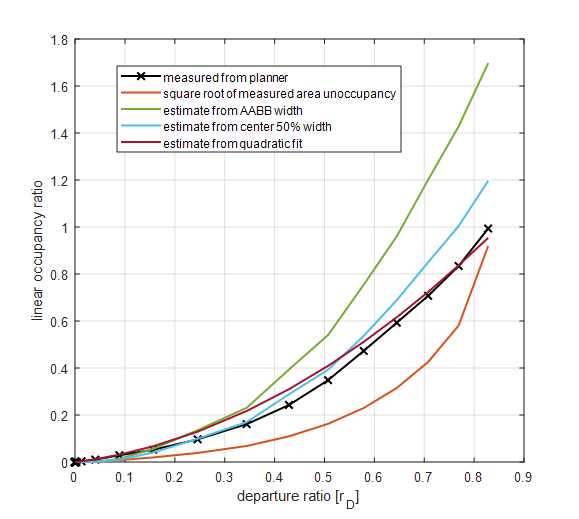 1.8
1.6
measured from planner
square root of measured area unoccupancy
1.4
estimate from AABB width
estimate from center 50% width
estimate from quadratic fit
1.2
1
0.8
0.6
0.4
0.2
0
linear occupancy ratio
0 0.1 0.2 0.3 0.4 0.5 0.6 0.7 0.8 0.9
departure ratio [r_D]